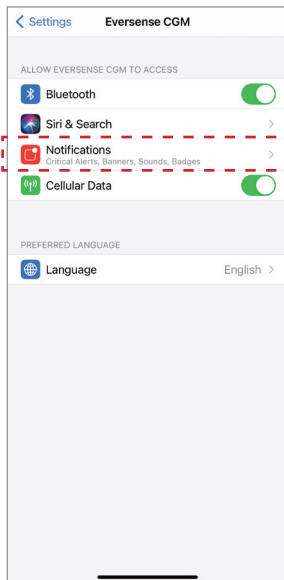 Settings
Eversense CGM
ALLOW EVERSENSE CGM TO ACCESS
Bluetooth
Siri & Search
Notifications
Critical Alerts, Banners, Sounds, Badges
Cellular Data
PREFERRED LANGUAGE
Language English